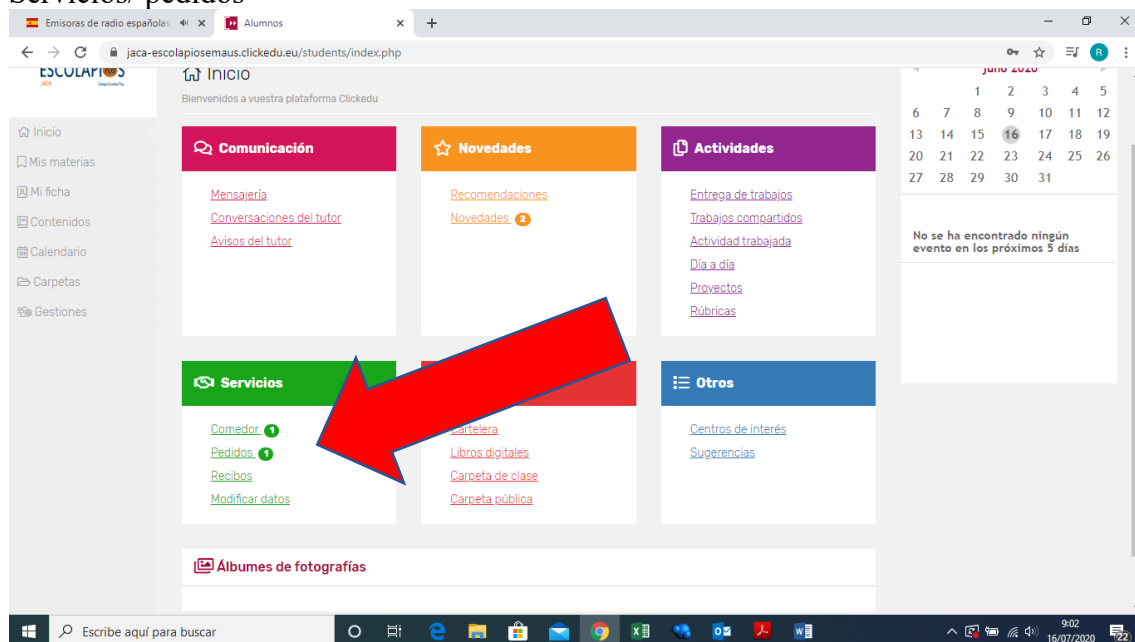 Servicios/ pedidos
Emisoras de radio españolas,
Alumnos
jaca-escolapiosemaus.clickedu.eu/students/index.php
R
ESCOLAPIOS
JACA
Inicio
Bienvenidos a vuestra plataforma Clickedu
Inicio
Mis materias
Mi ficha
Contenidos
Calendario
Carpetas
Gestiones
Comunicación
Mensajería
Conversaciones del tutor
Avisos del tutor
Novedades
Recomendaciones
Novedades 2
Actividades
Entrega de trabajos
Trabajos compartidos
Actividad trabajada
Día a día
Proyectos
Rúbricas
Servicios
Comedor 1
Pedidos 1
Recibos
Modificar datos
Cartelera
Libros digitales
Carpeta de clase
Carpeta pública
Otros
Centros de interés
Sugerencias
Álbumes de fotografías
julio 2020
1 2 3 4 5
6 7 8 9 10 11 12
13 14 15 16 17 18 19
20 21 22 23 24 25 26
27 28 29 30 31
No se ha encontrado ningún
evento en los próximos 5 días
Escribe aquí para buscar
9:02
16/07/2020
22